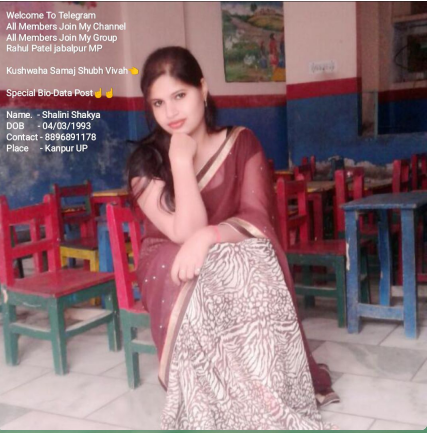 Welcome To Telegram
All Members Join My Channel
All Members Join My Group
Rahul Patel jabalpur MP
Kushwaha Samaj Shubh Vivah
Special Bio-Data Post☝️☝️
Name. - Shalini Shakya
DOB - 04/03/1993
Contact - 8896891178
Place - Kanpur UP